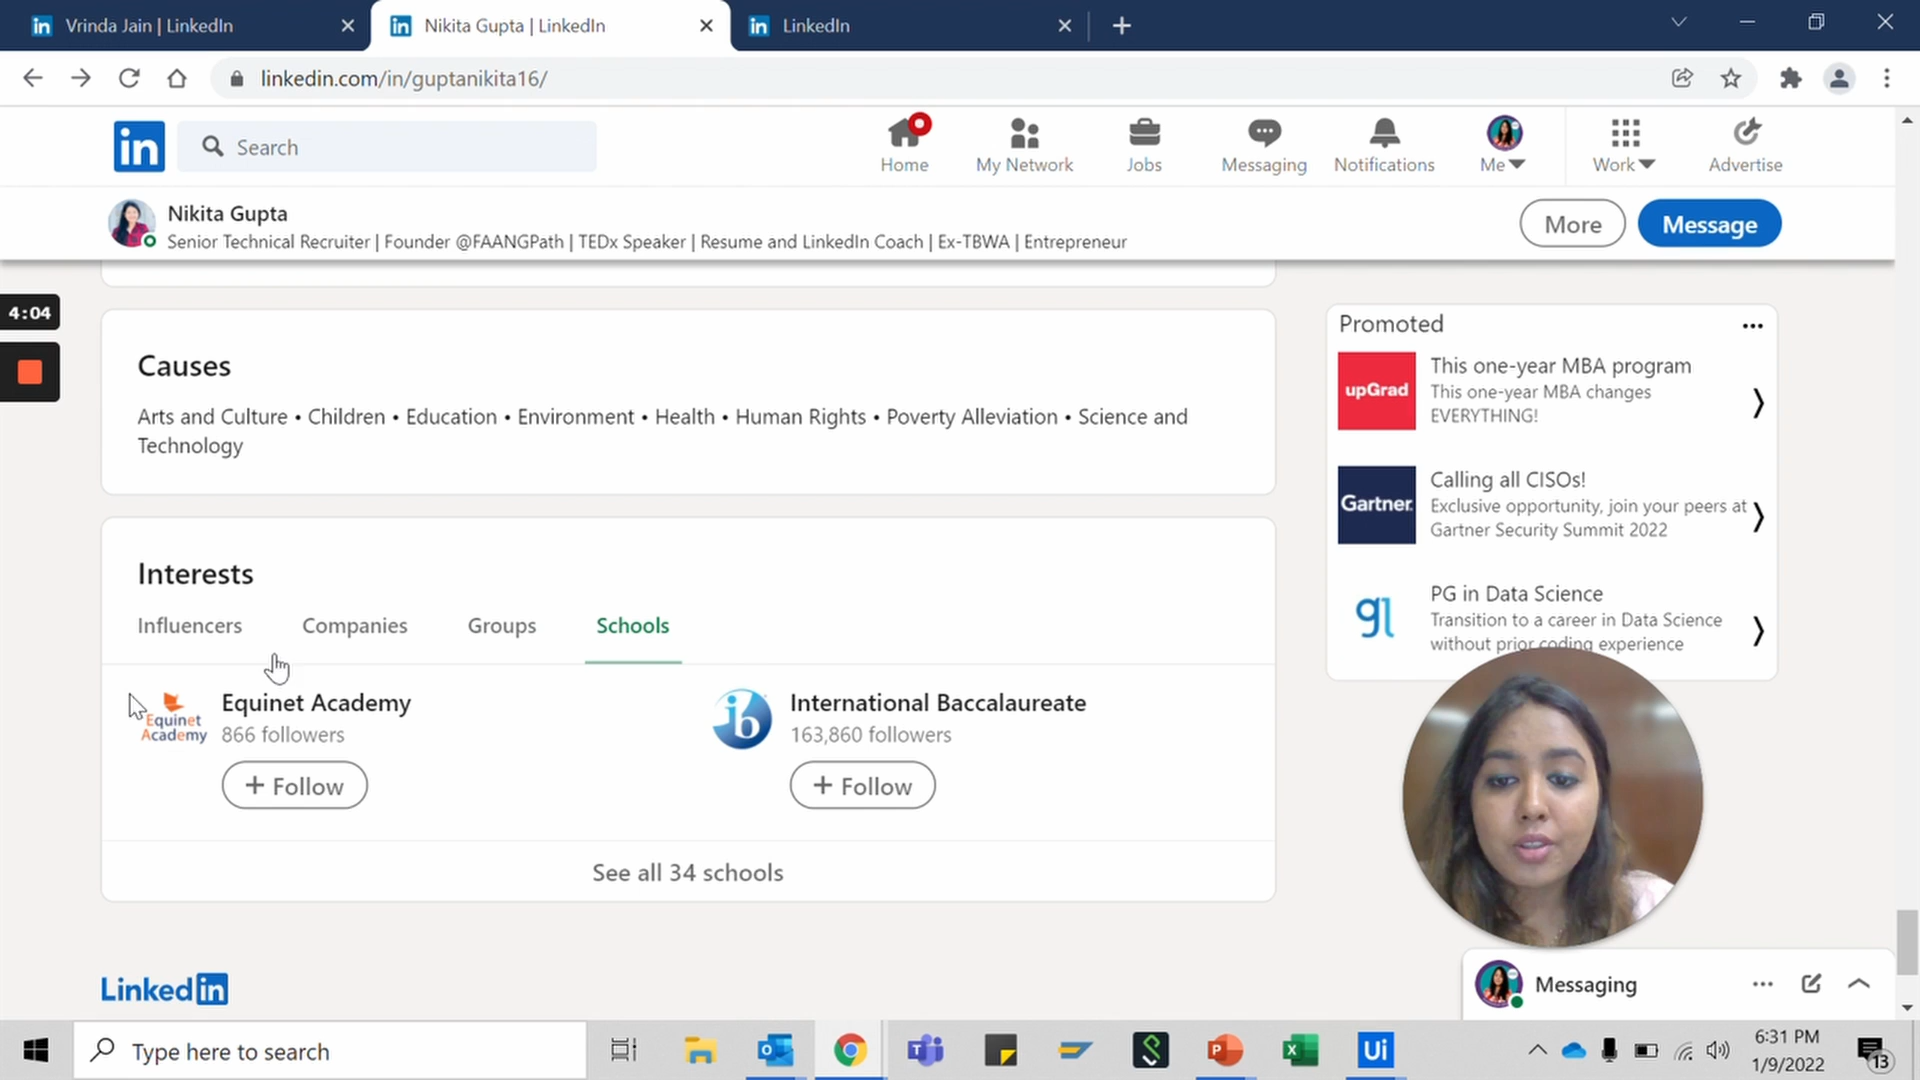 Vrinda Jain | LinkedIn
Nikita Gupta | LinkedIn
LinkedIn
linkedin.com/in/guptanikita16/
in
Search
Home
My Network
Jobs
Messaging
Notifications
Me
Work
Advertise
Nikita Gupta
Senior Technical Recruiter | Founder @FAANGPath | TEDx Speaker | Resume and LinkedIn Coach | Ex-TBWA | Entrepreneur
More
Message
4:04
Causes
Arts and Culture • Children • Education • Environment • Health • Human Rights • Poverty Alleviation • Science and
Technology
Interests
Influencers
Companies
Groups
Schools
Equinet
Academy
Equinet Academy
866 followers
+ Follow
ib
International Baccalaureate
163,860 followers
+ Follow
See all 34 schools
Promoted
upGrad
This one-year MBA program
This one-year MBA changes
EVERYTHING!
Gartner
Calling all CISOs!
Exclusive opportunity, join your peers at
Gartner Security Summit 2022
gl
PG in Data Science
Transition to a career in Data Science
without prior coding experience
LinkedIn
Messaging
Type here to search
Ui
6:31 PM
1/9/2022
13